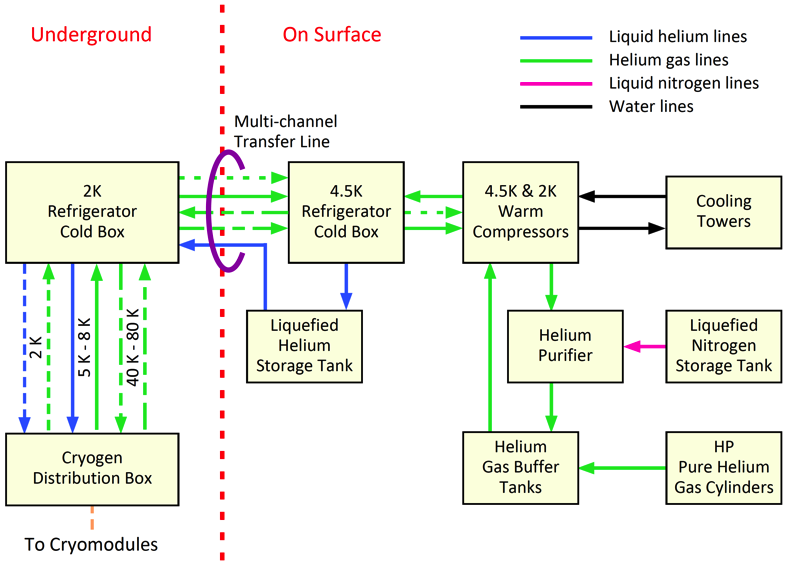 Underground
On Surface
Liquid helium lines
Helium gas lines
Liquid nitrogen lines
Water lines
Multi-channel
Transfer Line
2K
Refrigerator
Cold Box
4.5K
Refrigerator
Cold Box
4.5K & 2K
Warm
Compressors
Cooling
Towers
2 K
5 K - 8 K
40 K - 80 K
Liquefied
Helium
Storage Tank
Helium
Purifier
Liquefied
Nitrogen
Storage Tank
Cryogen
Distribution Box
Helium
Gas Buffer
Tanks
HP
Pure Helium
Gas Cylinders
To Cryomodules